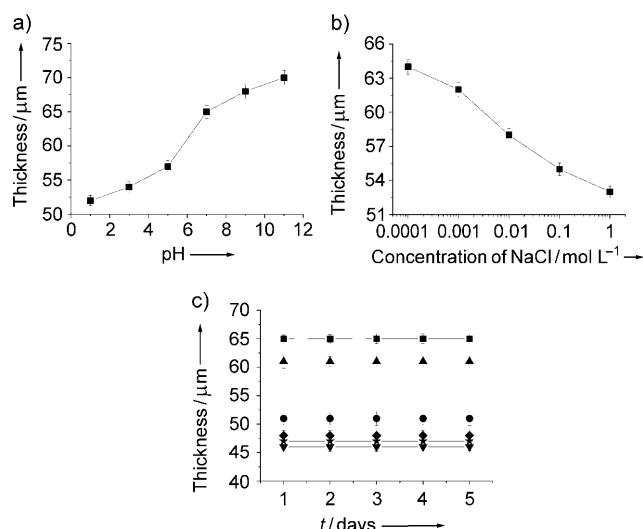 a)
75
70
65
60
55
50
Thickness/μm
0 2 4 6 8 10 12
pH
b)
66
63
60
57
54
51
Thickness/μm
0.0001 0.001 0.01 0.1 1
Concentration of NaCl/mol L⁻¹
c)
70
65
60
55
50
45
40
Thickness/μm
1 2 3 4 5
t/days